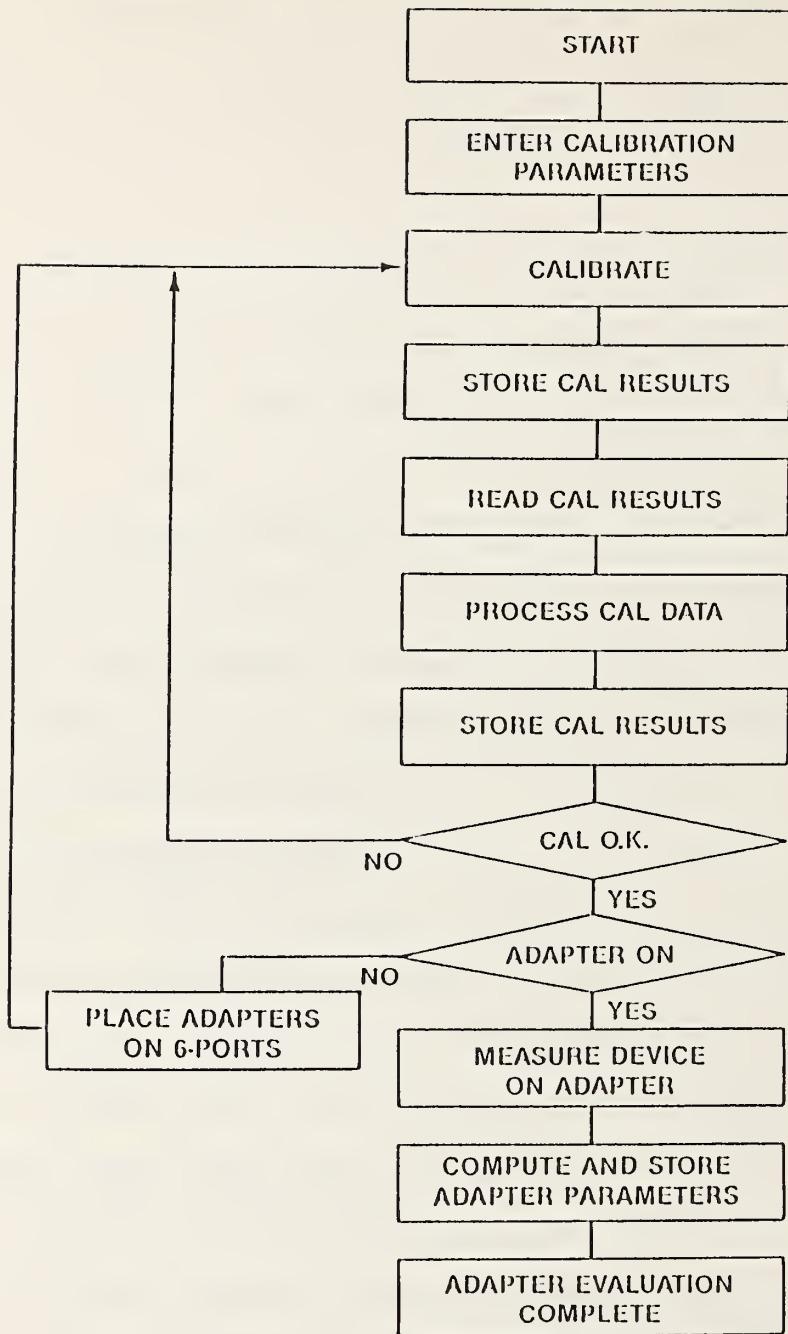 START
ENTER CALIBRATION
PARAMETERS
CALIBRATE
STORE CAL RESULTS
READ CAL RESULTS
PROCESS CAL DATA
STORE CAL RESULTS
CAL O.K.
NO
YES
ADAPTER ON
NO
YES
PLACE ADAPTERS
ON 6-PORTS
MEASURE DEVICE
ON ADAPTER
COMPUTE AND STORE
ADAPTER PARAMETERS
ADAPTER EVALUATION
COMPLETE